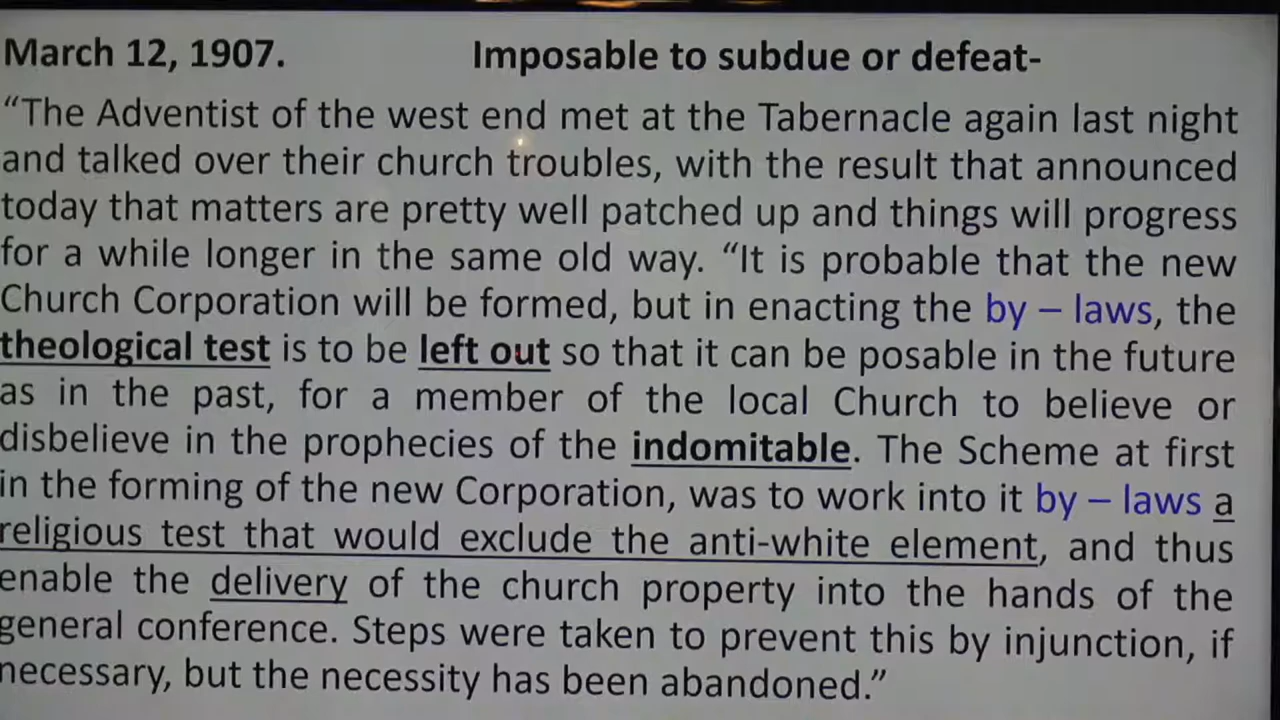 March 12, 1907. Imposable to subdue or defeat-
“The Adventist of the west end met at the Tabernacle again last night
and talked over their church troubles, with the result that announced
today that matters are pretty well patched up and things will progress
for a while longer in the same old way. “It is probable that the new
Church Corporation will be formed, but in enacting the by – laws, the
theological test is to be left out so that it can be posable in the future
as in the past, for a member of the local Church to believe or
disbelieve in the prophecies of the indomitable. The Scheme at first
in the forming of the new Corporation, was to work into it by – laws a
religious test that would exclude the anti-white element, and thus
enable the delivery of the church property into the hands of the
general conference. Steps were taken to prevent this by injunction, if
necessary, but the necessity has been abandoned.”